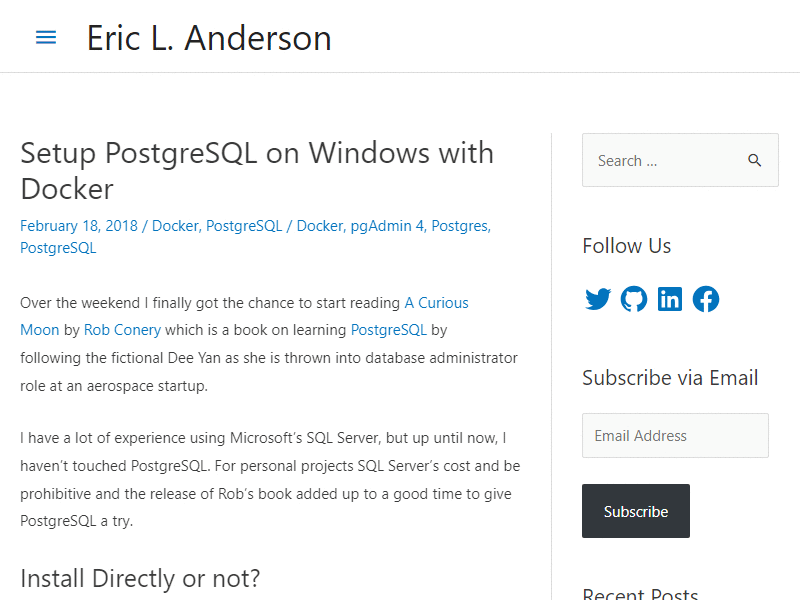 Eric L. Anderson
Setup PostgreSQL on Windows with
Docker
February 18, 2018 / Docker, PostgreSQL / Docker, pgAdmin 4, Postgres,
PostgreSQL
Over the weekend I finally got the chance to start reading A Curious
Moon by Rob Conery which is a book on learning PostgreSQL by
following the fictional Dee Yan as she is thrown into database administrator
role at an aerospace startup.
I have a lot of experience using Microsoft's SQL Server, but up until now, I
haven't touched PostgreSQL. For personal projects SQL Server's cost and be
prohibitive and the release of Rob's book added up to a good time to give
PostgreSQL a try.
Install Directly or not?
Search ...
Follow Us
Subscribe via Email
Email Address
Subscribe
Recent Posts